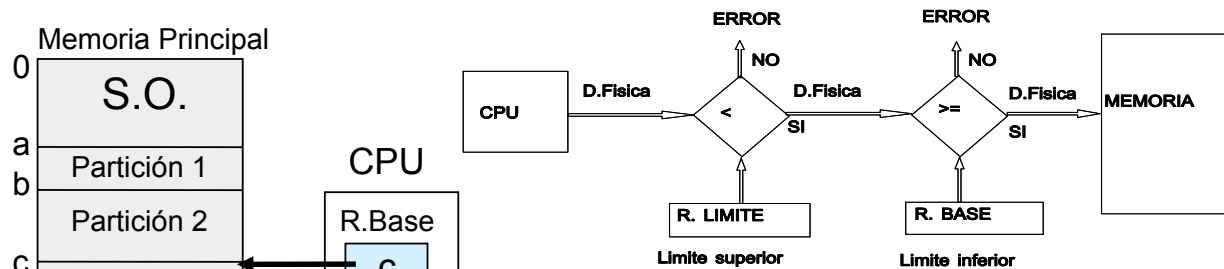 Memoria Principal
0
S.O.
a
Partición 1
b
Partición 2
c
CPU
R.Base
c
ERROR
ERROR
NO
NO
D.Fisica
D.Fisica
D.Fisica
CPU
<
>=
MEMORIA
SI
SI
R. LIMITE
R. BASE
Limite superior
Limite inferior